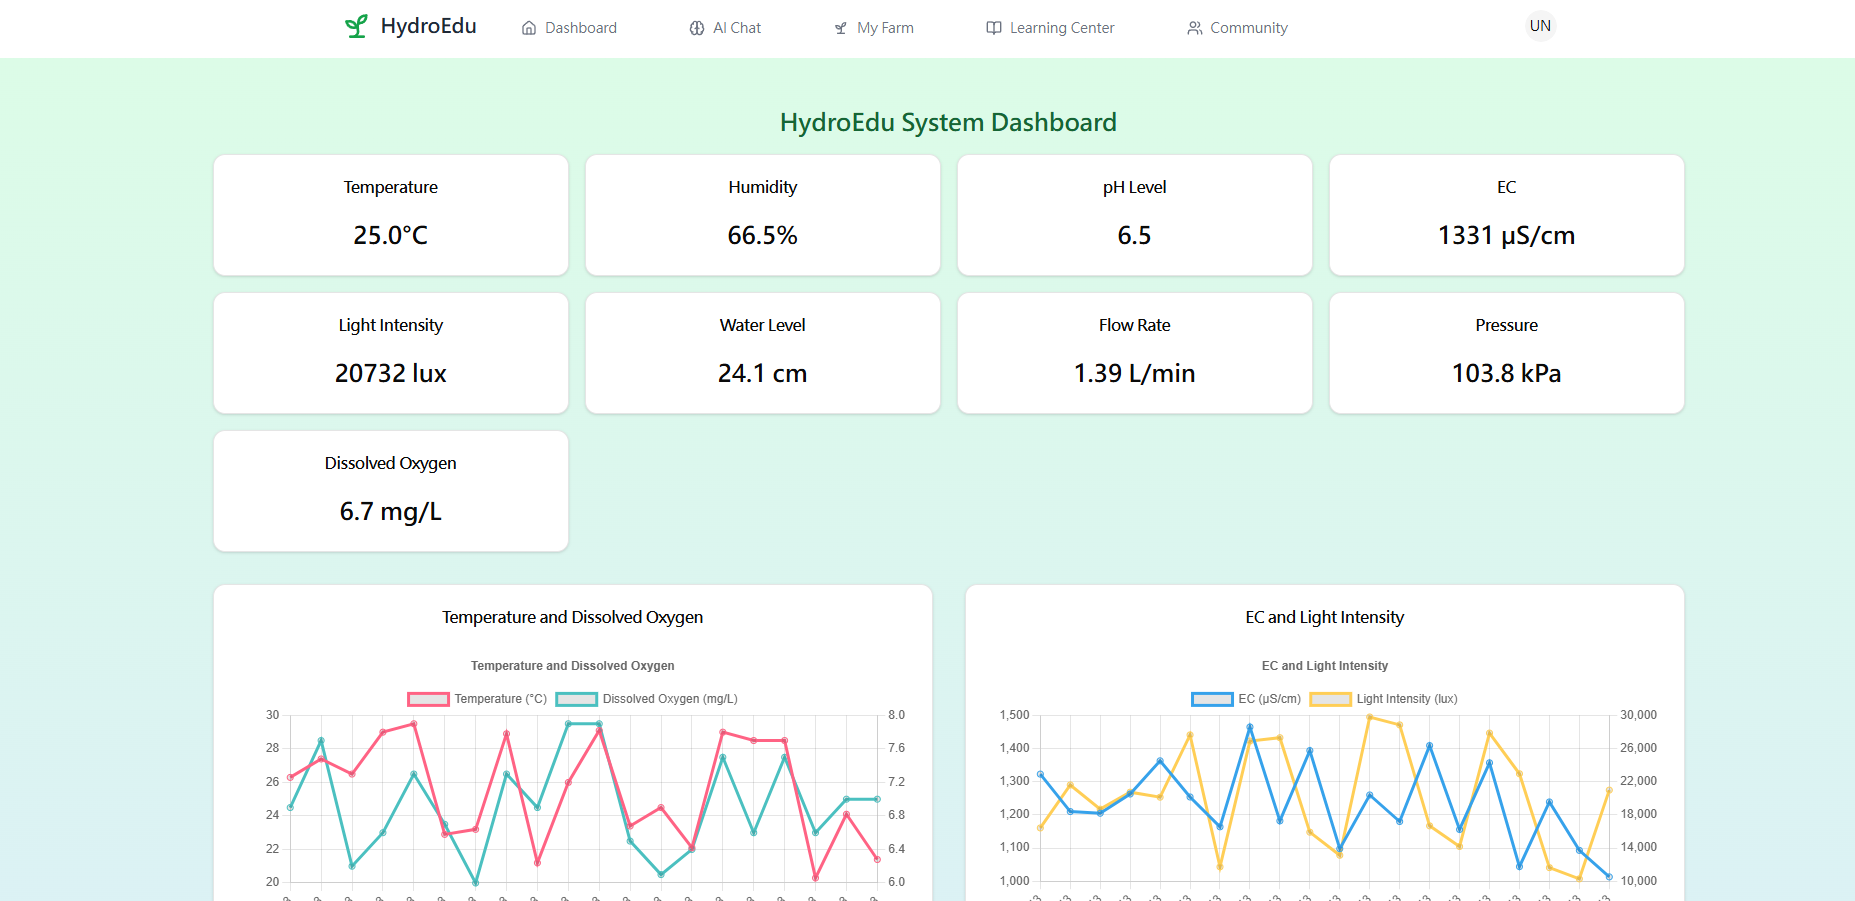 HydroEdu
Dashboard
AI Chat
My Farm
Learning Center
Community
UN
HydroEdu System Dashboard
Temperature
25.0°C
Humidity
66.5%
pH Level
6.5
EC
1331 µS/cm
Light Intensity
20732 lux
Water Level
24.1 cm
Flow Rate
1.39 L/min
Pressure
103.8 kPa
Dissolved Oxygen
6.7 mg/L
Temperature and Dissolved Oxygen
Temperature and Dissolved Oxygen
Temperature (°C)
Dissolved Oxygen (mg/L)
30
28
26
24
22
20
8.0
7.6
7.2
6.8
6.4
6.0
EC and Light Intensity
EC and Light Intensity
EC (µS/cm)
Light Intensity (lux)
1,500
1,400
1,300
1,200
1,100
1,000
30,000
26,000
22,000
18,000
14,000
10,000